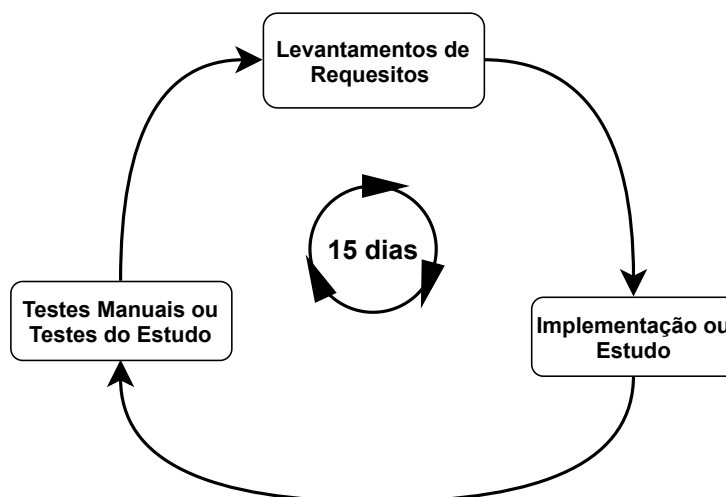 Levantamentos de
Requesitos
15 dias
Testes Manuais ou
Testes do Estudo
Implementação ou
Estudo